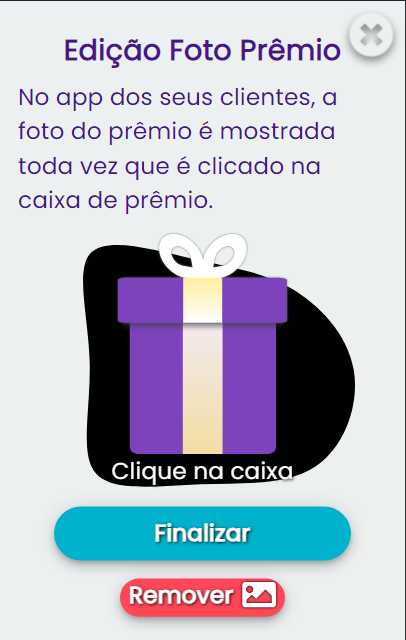 Edição Foto Prêmio
No app dos seus clientes, a
foto do prêmio é mostrada
toda vez que é clicado na
caixa de prêmio.
Clique na caixa
Finalizar
Remover